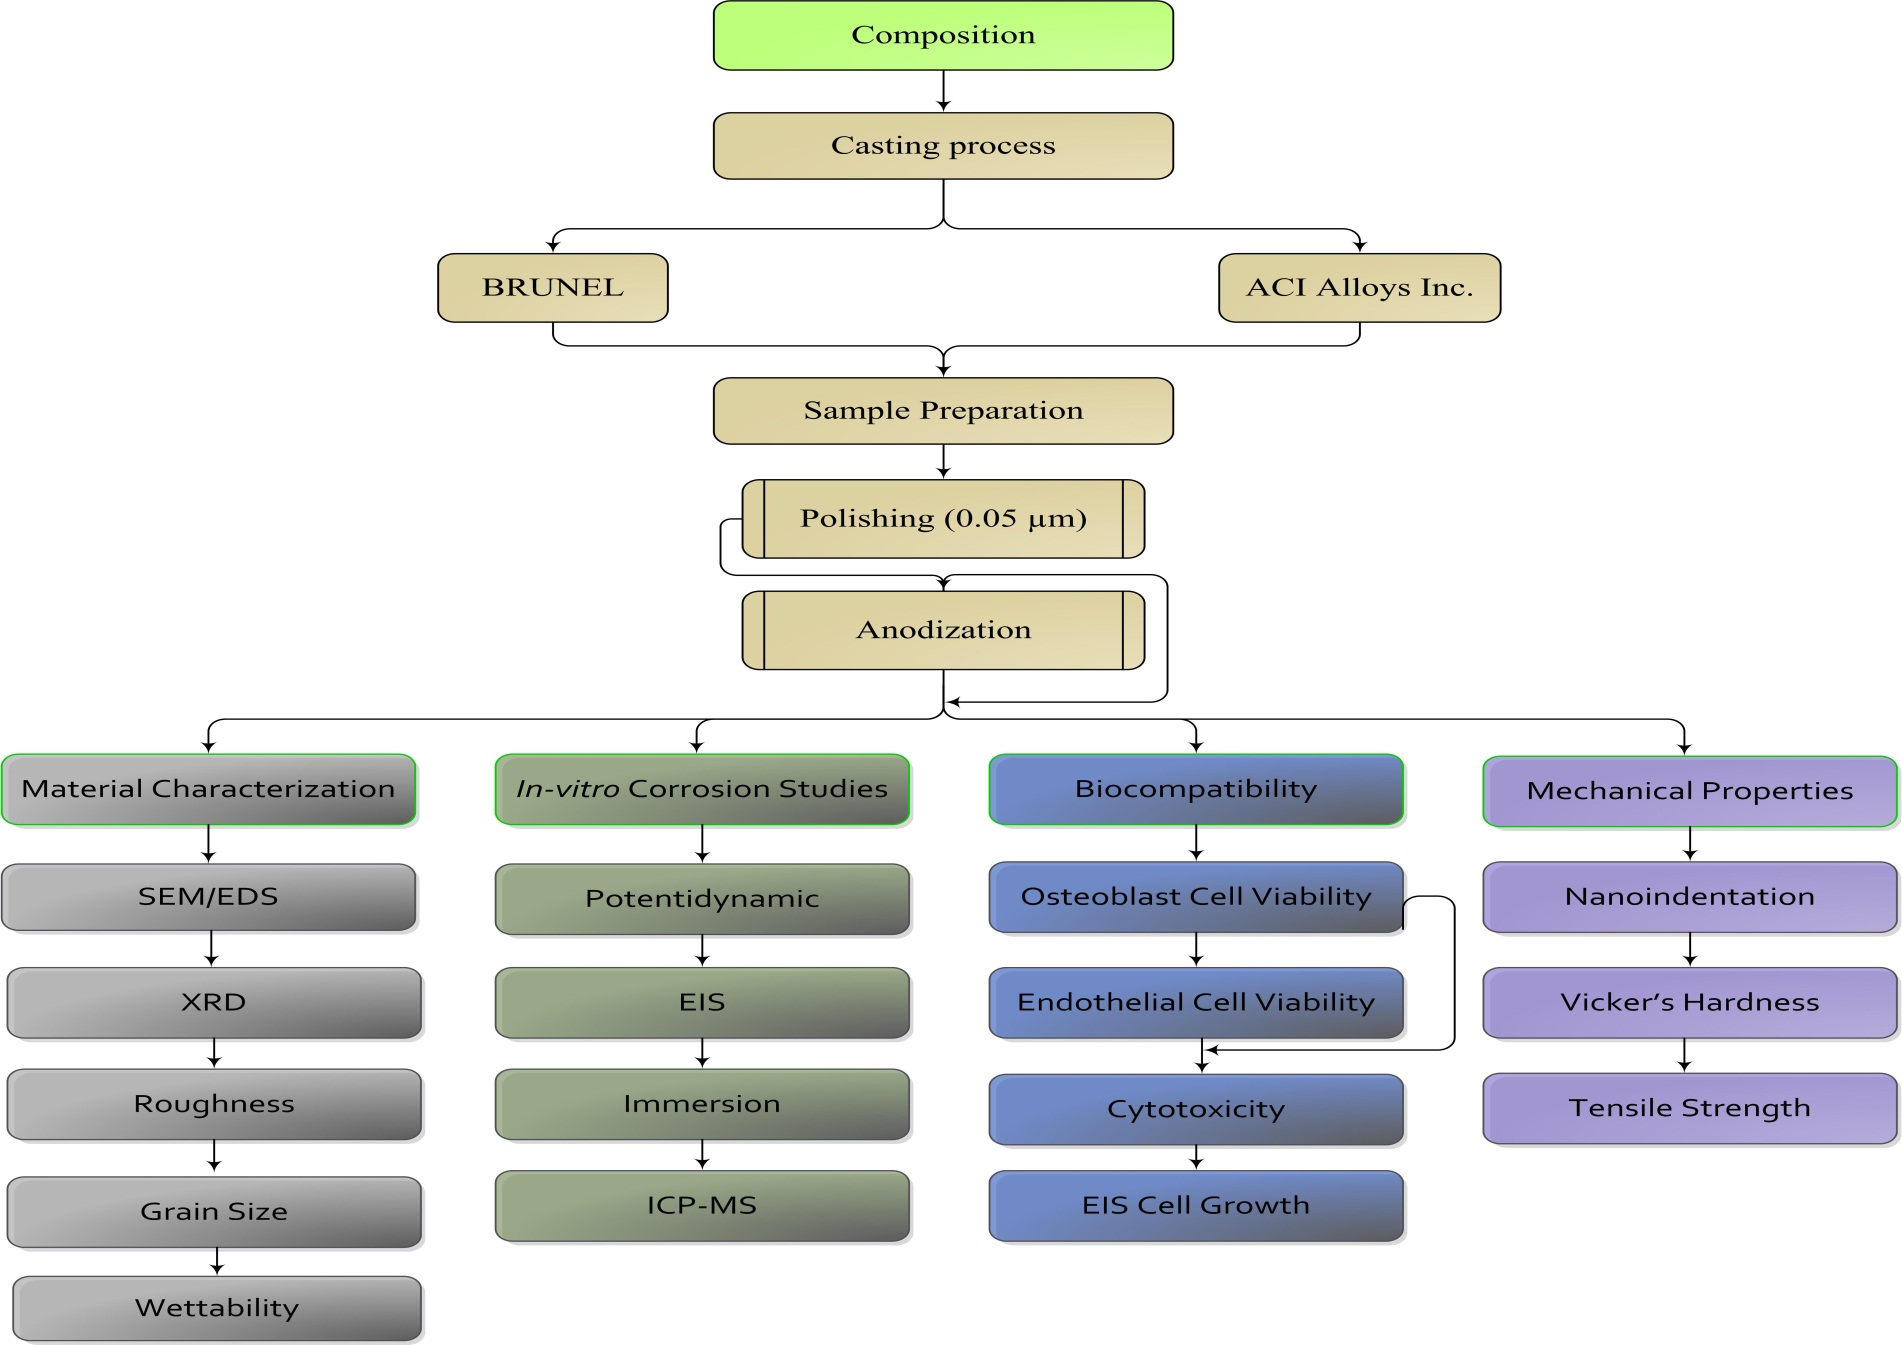 Composition
Casting process
BRUNEL
ACI Alloys Inc.
Sample Preparation
Polishing (0.05 µm)
Anodization
Material Characterization
SEM/EDS
XRD
Roughness
Grain Size
Wettability
In-vitro Corrosion Studies
Potentidynamic
EIS
Immersion
ICP-MS
Biocompatibility
Osteoblast Cell Viability
Endothelial Cell Viability
Cytotoxicity
EIS Cell Growth
Mechanical Properties
Nanoindentation
Vicker’s Hardness
Tensile Strength